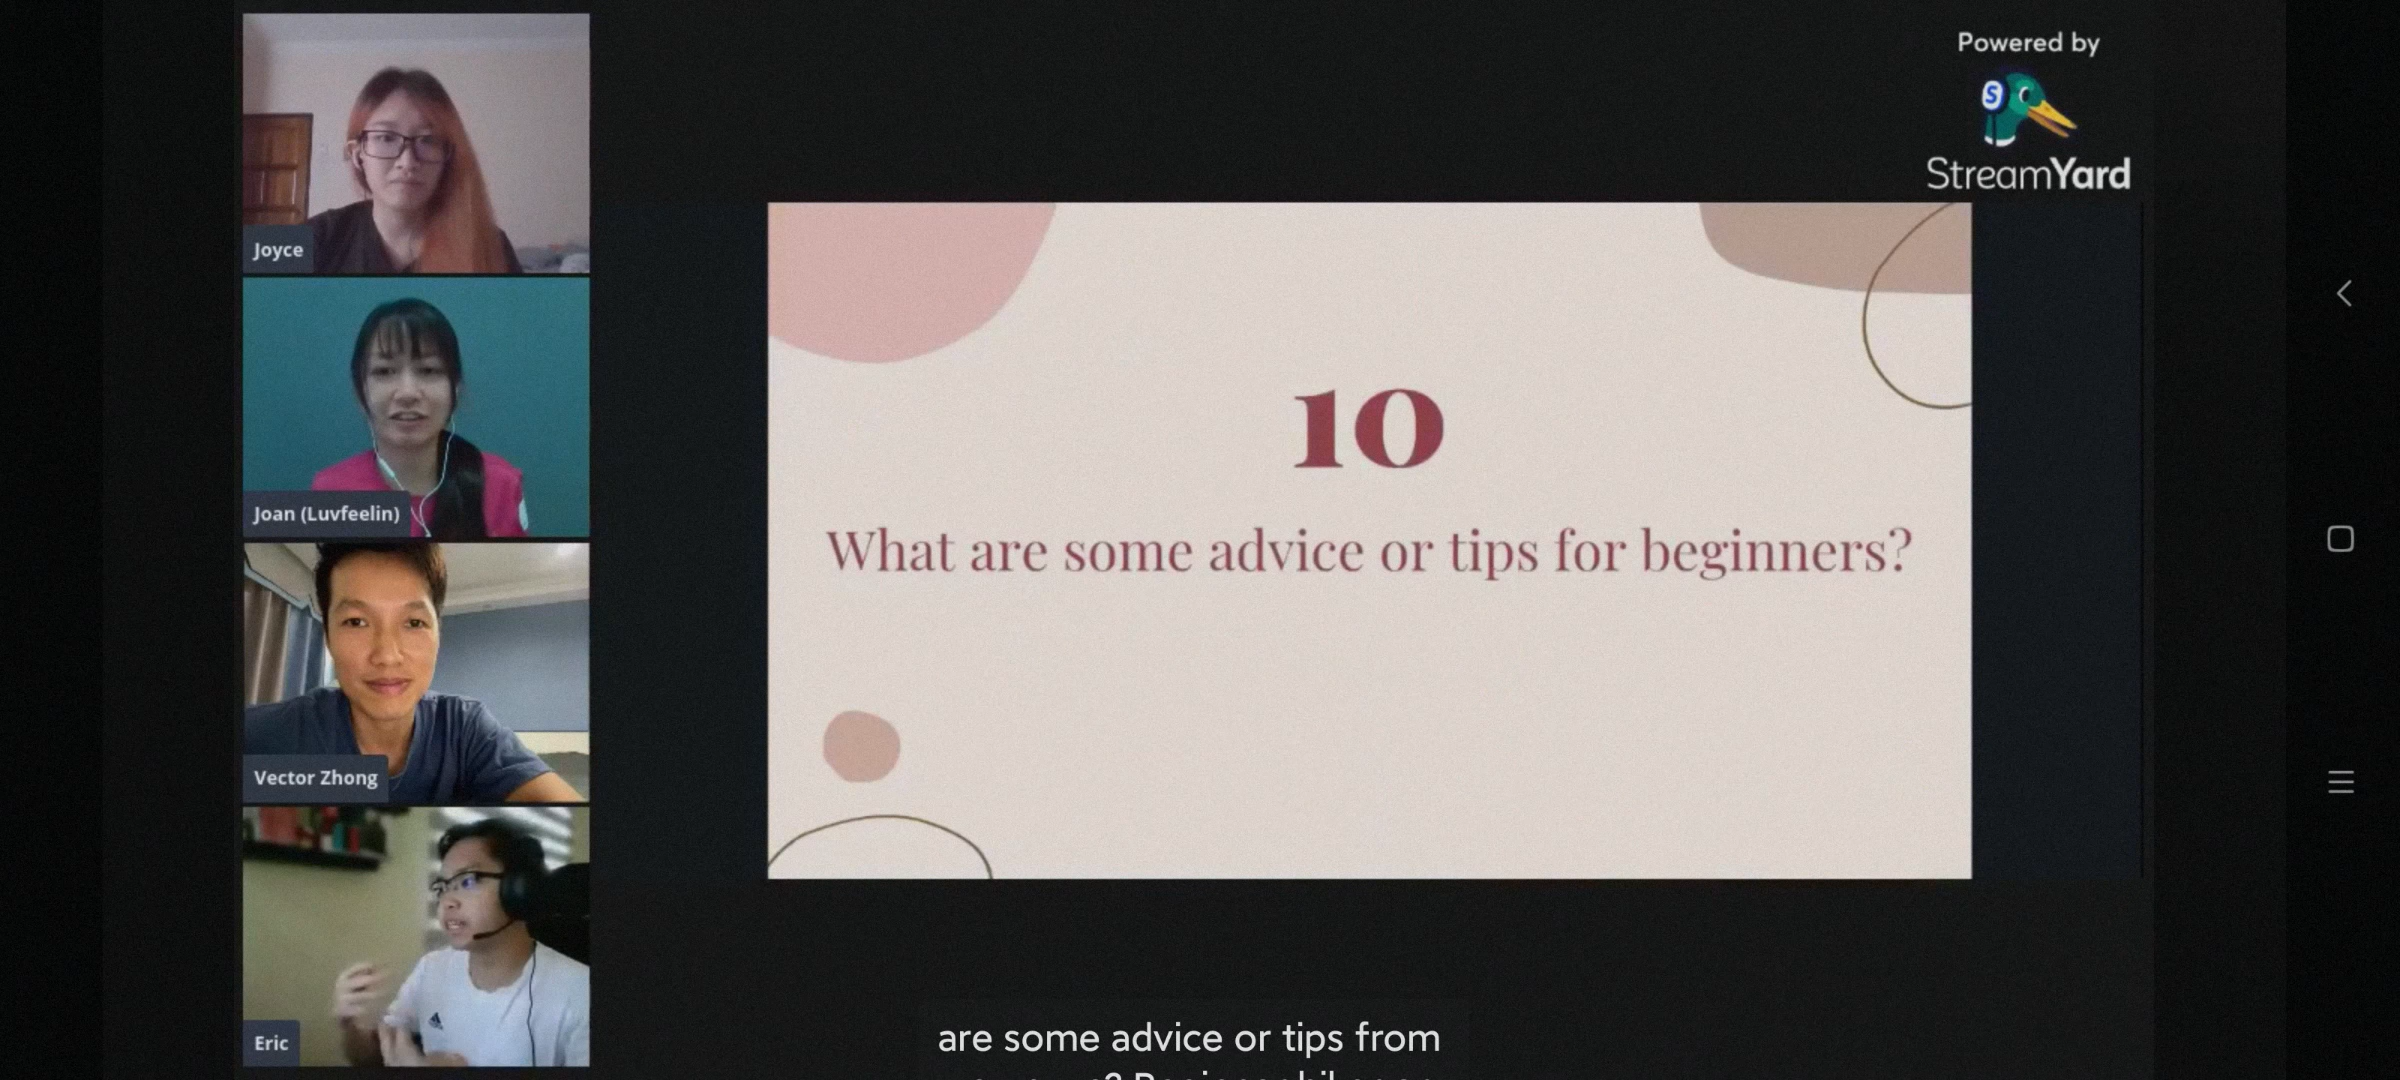 Powered by
S
StreamYard
Joyce
Joan (Luvfeelin)
Vector Zhong
Eric
10
What are some advice or tips for beginners?
are some advice or tips from